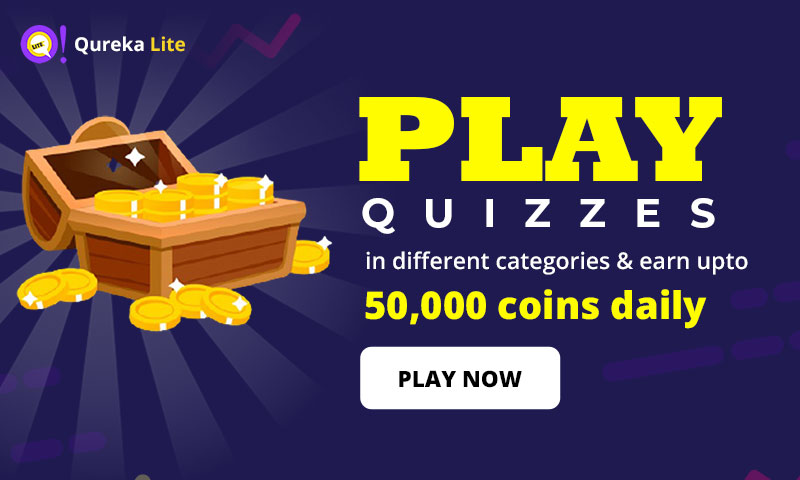 LITE
Qureka Lite
PLAY
QUIZZES
in different categories & earn upto
50,000 coins daily
PLAY NOW